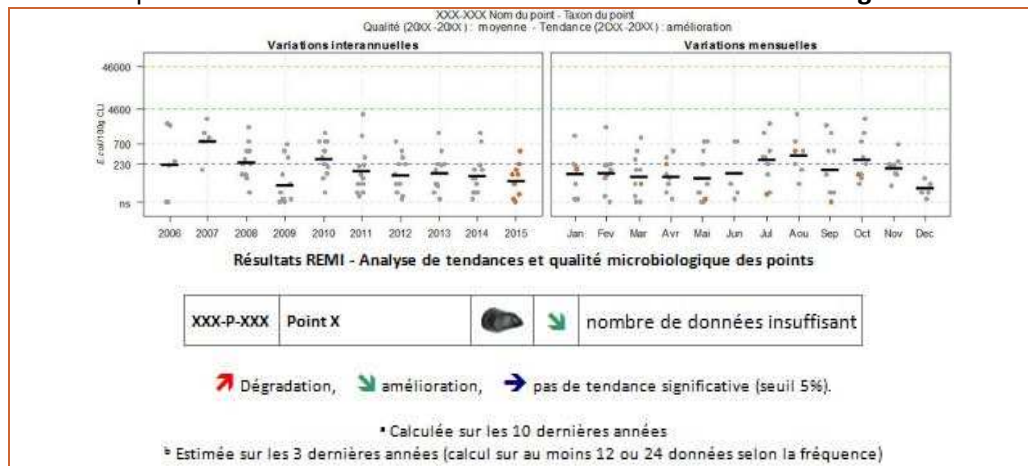 XXX-XXX Nom du point - Taxon du point
Qualité (20XX-20XX) : moyenne - Tendance (20XX-20XX) : amélioration
Variations interannuelles
Variations mensuelles
E.coli/100g CLI
46000
4600
700
230
ns
2006 2007 2008 2009 2010 2011 2012 2013 2014 2015
Jan Fev Mar Avr Mai Jun Jul Aou Sep Oct Nov Dec
Résultats REMI - Analyse de tendances et qualité microbiologique des points
XXX-P-XXX Point X nombre de données insuffisant
Dégradation, amélioration, pas de tendance significative (seuil 5%).
ᵃ Calculée sur les 10 dernières années
ᵇ Estimée sur les 3 dernières années (calcul sur au moins 12 ou 24 données selon la fréquence)